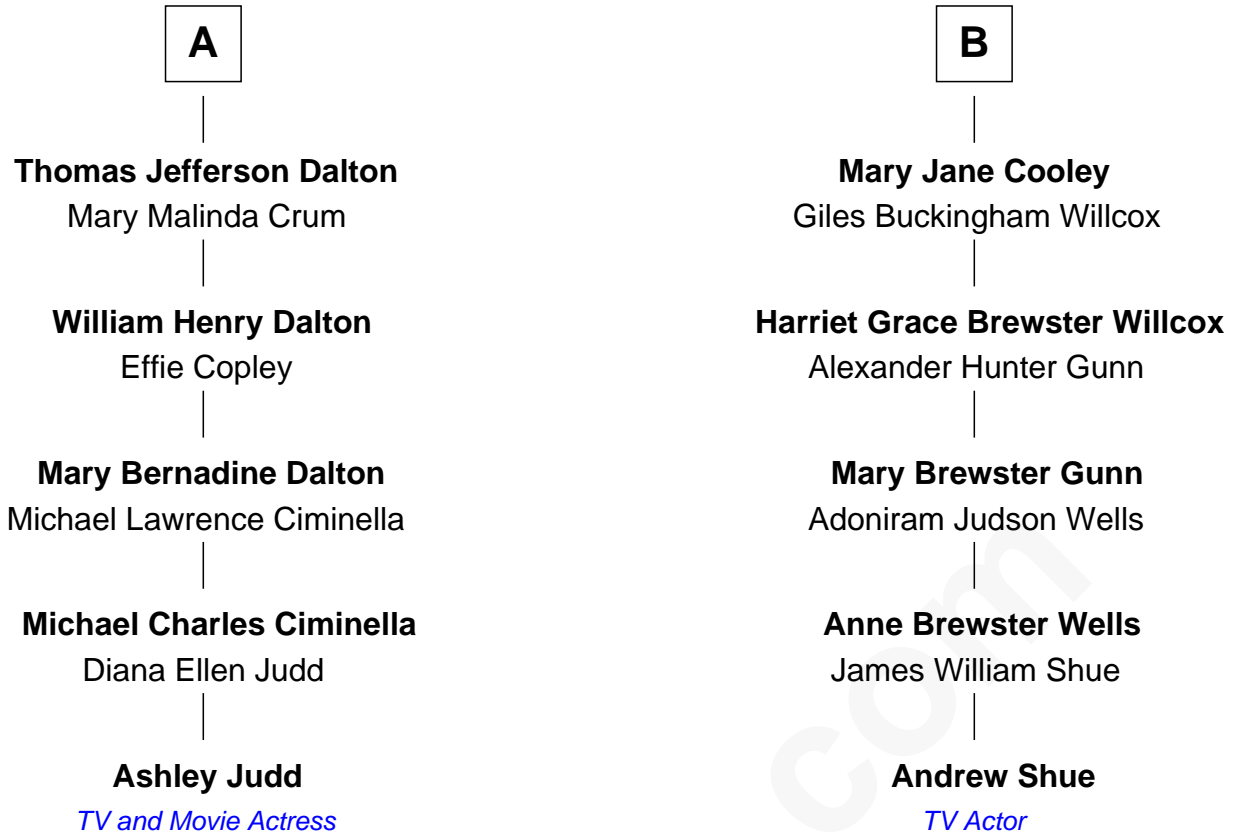 A
Thomas Jefferson Dalton
Mary Malinda Crum
William Henry Dalton
Effie Copley
Mary Bernadine Dalton
Michael Lawrence Ciminella
Michael Charles Ciminella
Diana Ellen Judd
Ashley Judd
TV and Movie Actress
B
Mary Jane Cooley
Giles Buckingham Willcox
Harriet Grace Brewster Willcox
Alexander Hunter Gunn
Mary Brewster Gunn
Adoniram Judson Wells
Anne Brewster Wells
James William Shue
Andrew Shue
TV Actor
com